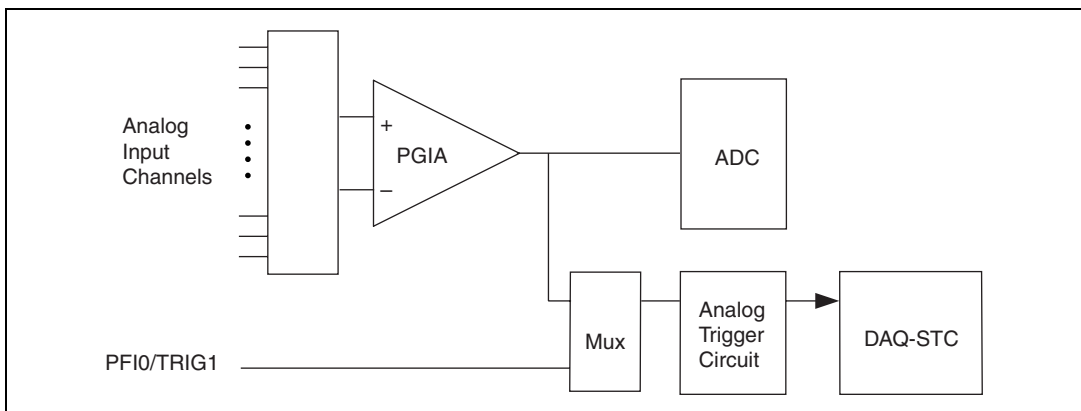 Analog
Input
Channels
+
PGIA
–
ADC
Mux
Analog
Trigger
Circuit
DAQ-STC
PFI0/TRIG1